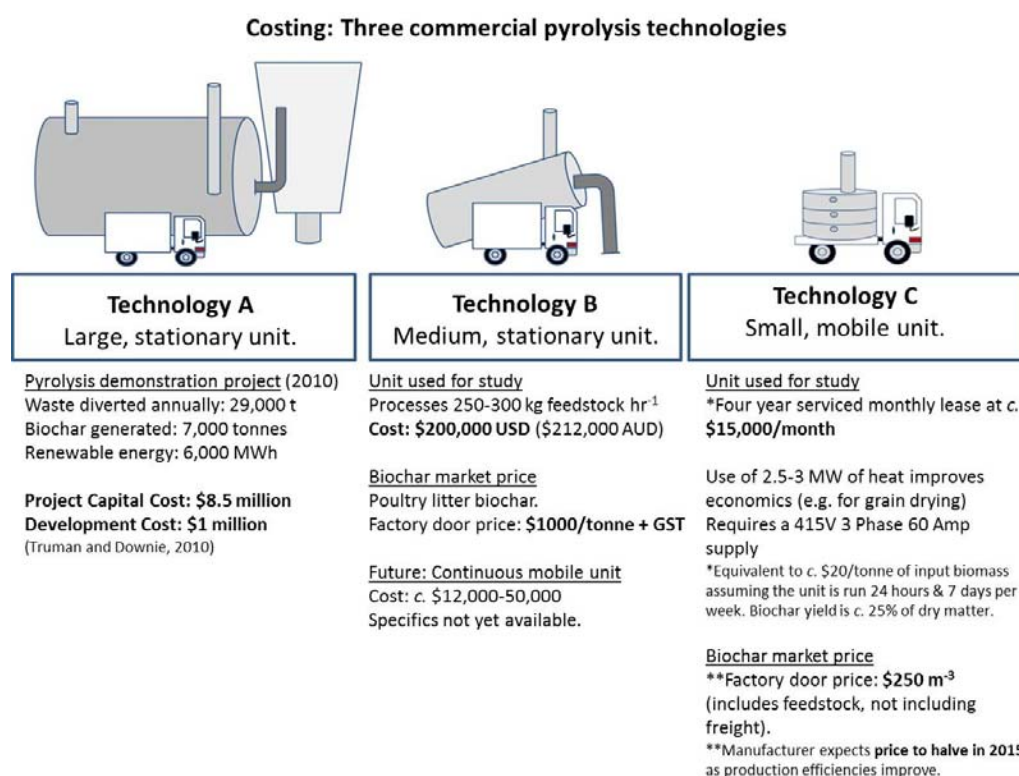 Costing: Three commercial pyrolysis technologies
Technology A
Large, stationary unit.
Pyrolysis demonstration project (2010)
Waste diverted annually: 29,000 t
Biochar generated: 7,000 tonnes
Renewable energy: 6,000 MWh
Project Capital Cost: $8.5 million
Development Cost: $1 million
(Truman and Downie, 2010)
Technology B
Medium, stationary unit.
Unit used for study
Processes 250-300 kg feedstock hr⁻¹
Cost: $200,000 USD ($212,000 AUD)
Biochar market price
Poultry litter biochar.
Factory door price: $1000/tonne + GST
Future: Continuous mobile unit
Cost: c. $12,000-50,000
Specifics not yet available.
Technology C
Small, mobile unit.
Unit used for study
*Four year serviced monthly lease at c.
$15,000/month
Use of 2.5-3 MW of heat improves
economics (e.g. for grain drying)
Requires a 415V 3 Phase 60 Amp
supply
*Equivalent to c. $20/tonne of input biomass
assuming the unit is run 24 hours & 7 days per
week. Biochar yield is c. 25% of dry matter.
Biochar market price
**Factory door price: $250 m⁻³
(includes feedstock, not including
freight).
**Manufacturer expects price to halve in 2015
as production efficiencies improve.